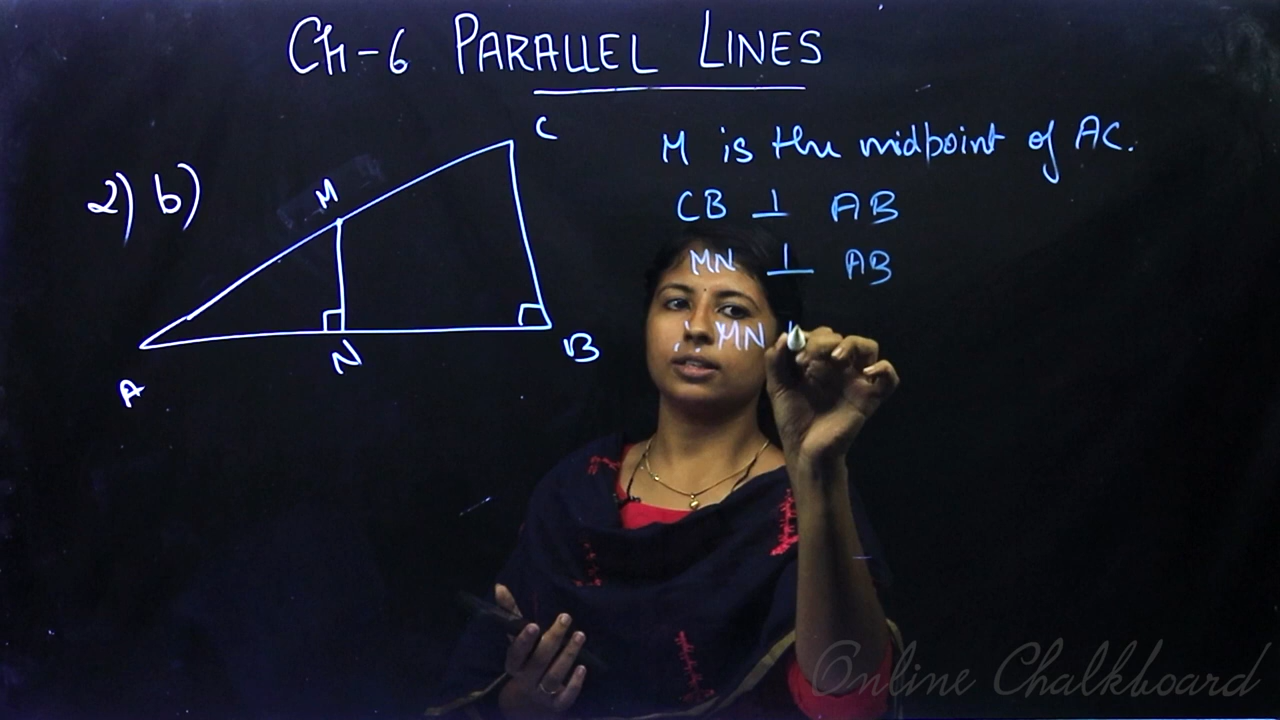 Ch-6 PARALLEL LINES
2) b)
M
C
A
N
B
M is the midpoint of AC.
CB ⊥ AB
MN ⊥ AB
∴ MN
Online Chalkboard